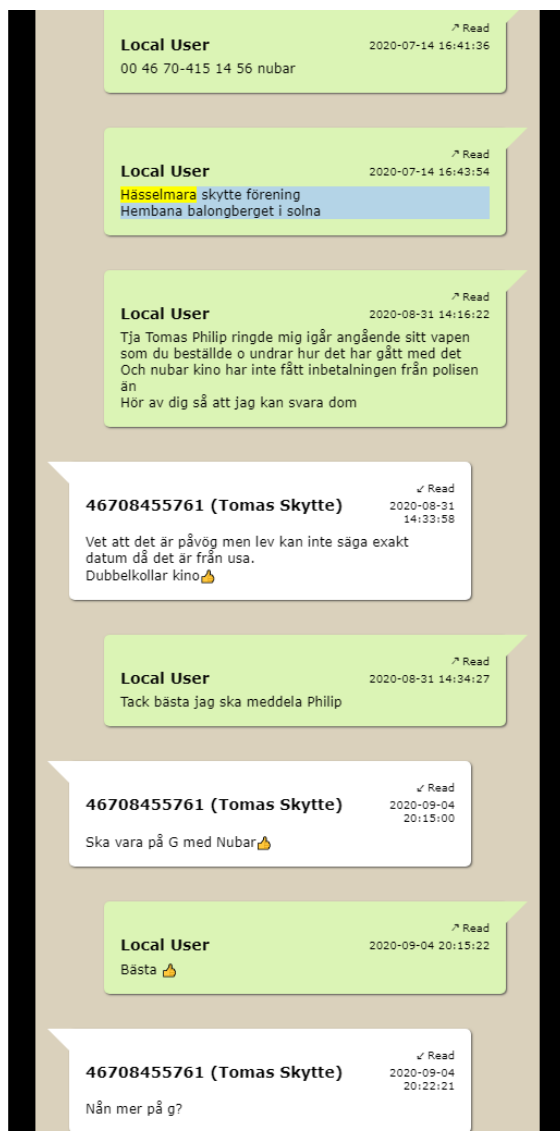 ↗ Read
Local User 2020-07-14 16:41:36
00 46 70-415 14 56 nubar
↗ Read
Local User 2020-07-14 16:43:54
Hässelmara skytte förening
Hembana balongberget i solna
↗ Read
Local User 2020-08-31 14:16:22
Tja Tomas Philip ringde mig igår angående sitt vapen
som du beställde o undrar hur det har gått med det
Och nubar kino har inte fått inbetalningen från polisen
än
Hör av dig så att jag kan svara dom
↙ Read
46708455761 (Tomas Skytte) 2020-08-31
14:33:58
Vet att det är påvög men lev kan inte säga exakt
datum då det är från usa.
Dubbelkollar kino👍
↗ Read
Local User 2020-08-31 14:34:27
Tack bästa jag ska meddela Philip
↙ Read
46708455761 (Tomas Skytte) 2020-09-04
20:15:00
Ska vara på G med Nubar👍
↗ Read
Local User 2020-09-04 20:15:22
Bästa 👍
↙ Read
46708455761 (Tomas Skytte) 2020-09-04
20:22:21
Nån mer på g?